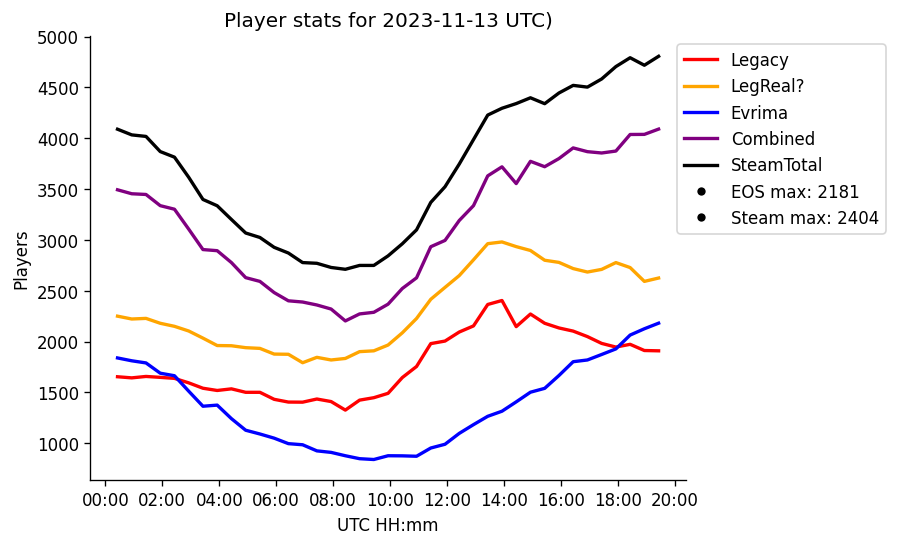 Player stats for 2023-11-13 UTC)
5000
4500
4000
3500
3000
2500
2000
1500
1000
Players
00:00 02:00 04:00 06:00 08:00 10:00 12:00 14:00 16:00 18:00 20:00
UTC HH:mm
Legacy
LegReal?
Evrima
Combined
SteamTotal
EOS max: 2181
Steam max: 2404